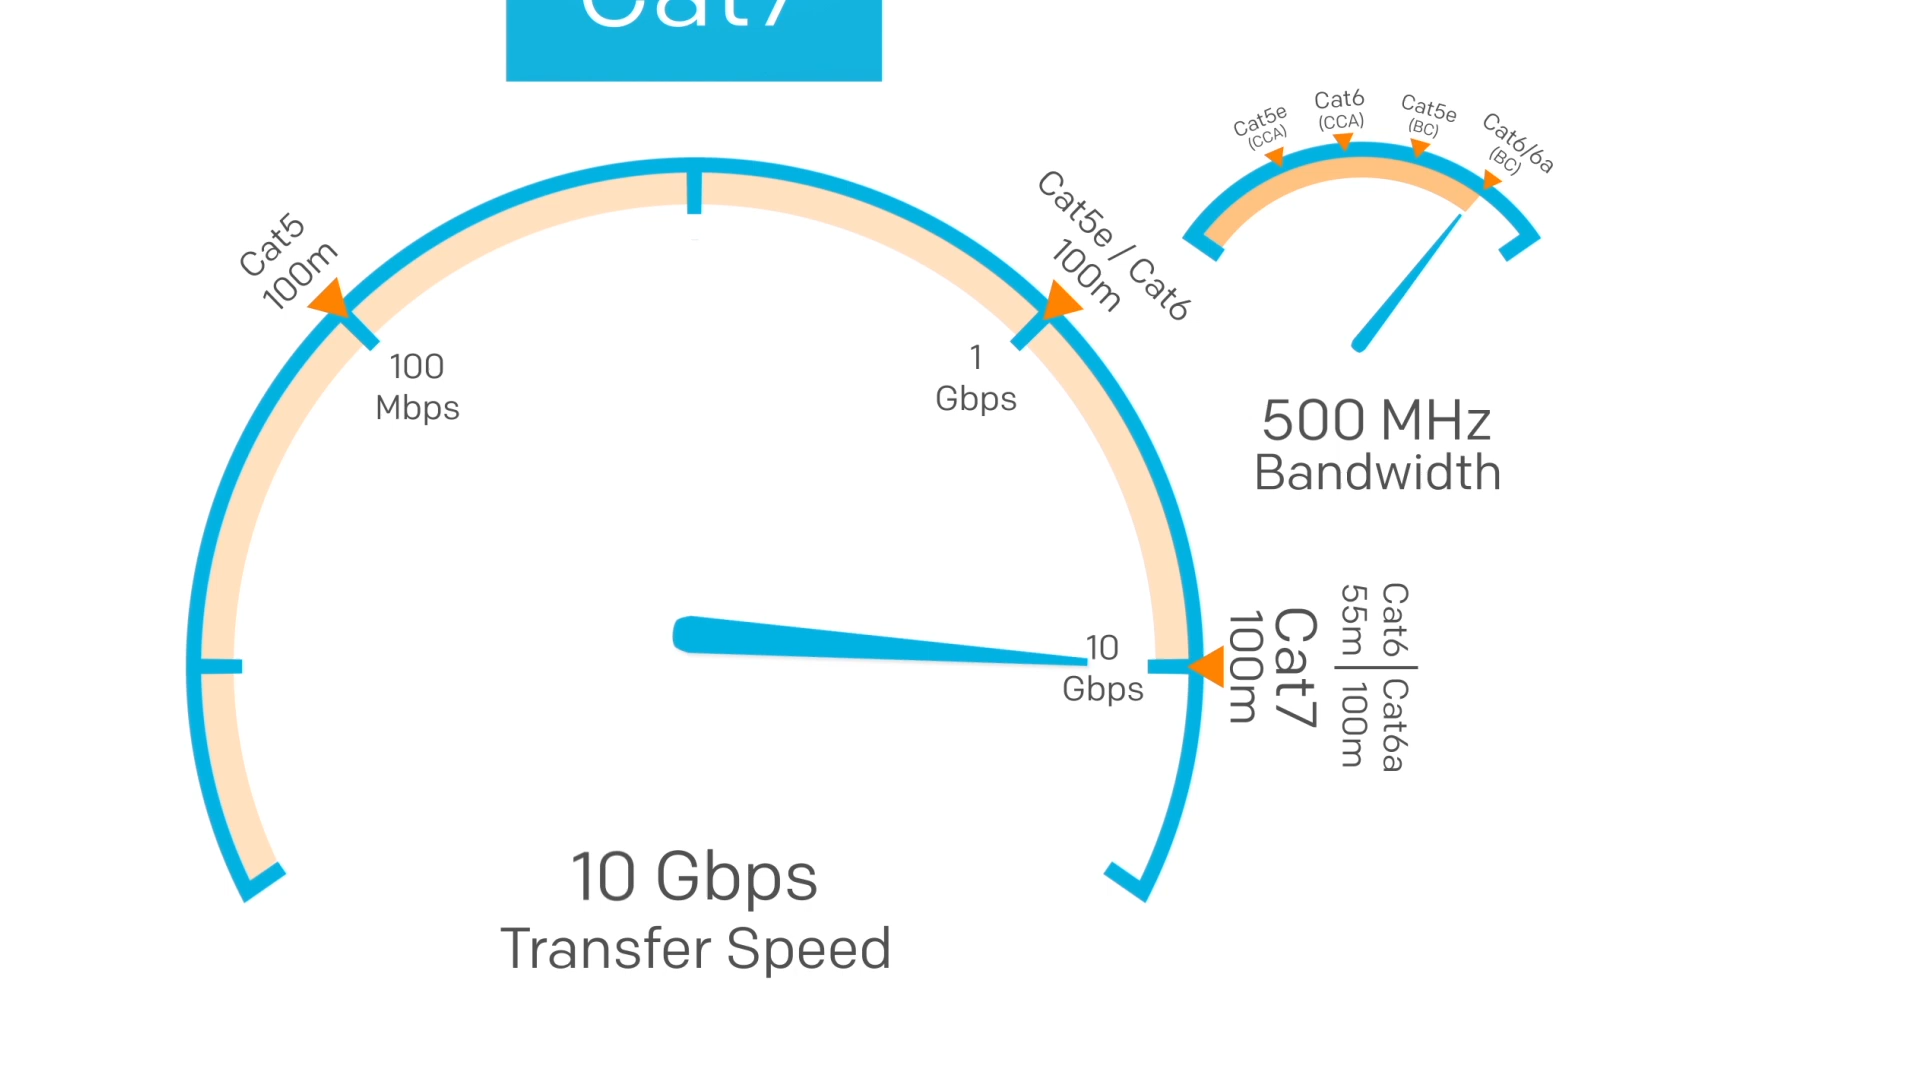 Cat7
Cat5
100m
100
Mbps
1
Gbps
Cat5e / Cat6
100m
Cat5e
(CCA)
Cat6
(CCA)
Cat5e
(BC)
Cat6/6a
(BC)
500 MHz
Bandwidth
10
Gbps
Cat7
100m
Cat6 | Cat6a
55m | 100m
10 Gbps
Transfer Speed